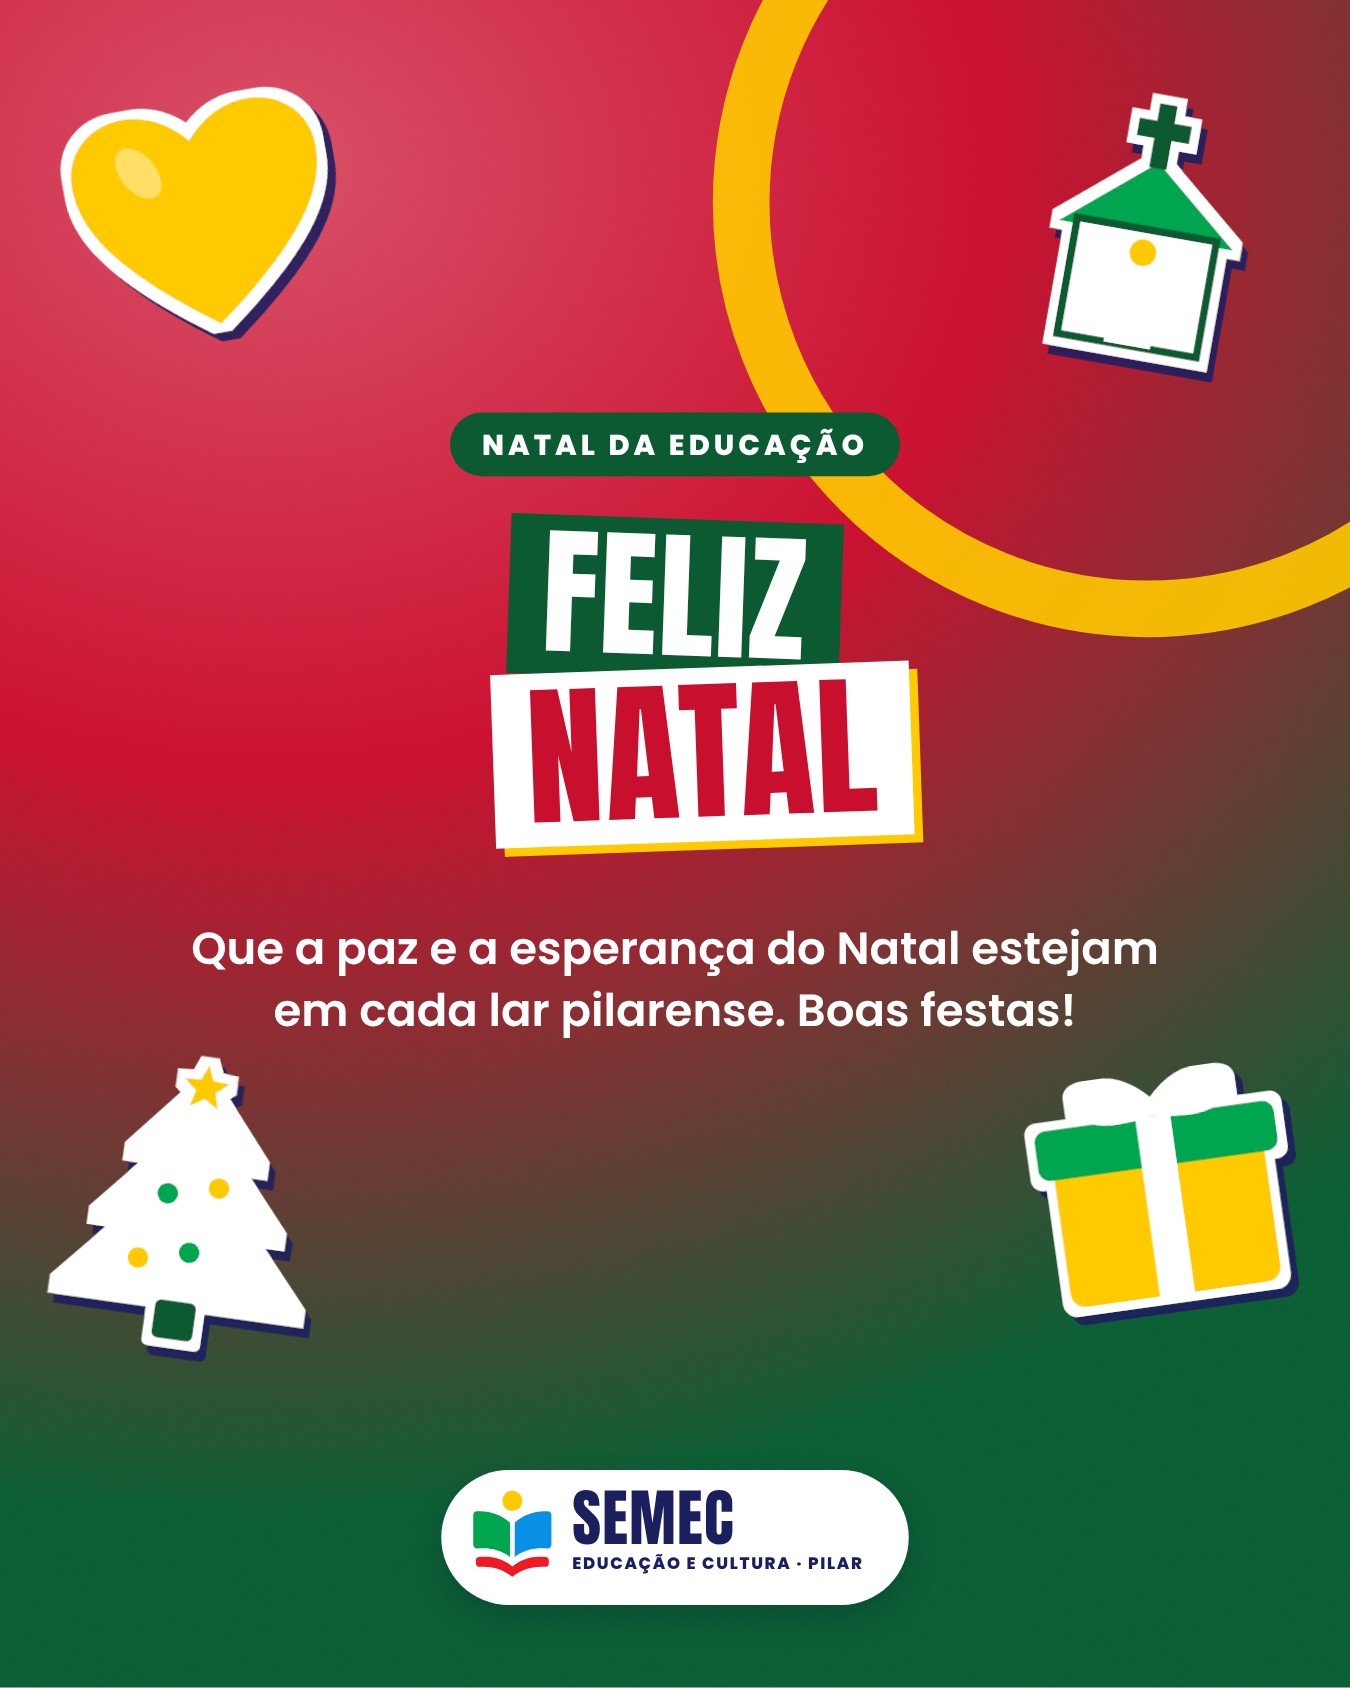 NATAL DA EDUCAÇÃO
FELIZ
NATAL
Que a paz e a esperança do Natal estejam
em cada lar pilarense. Boas festas!
SEMEC
EDUCAÇÃO E CULTURA · PILAR